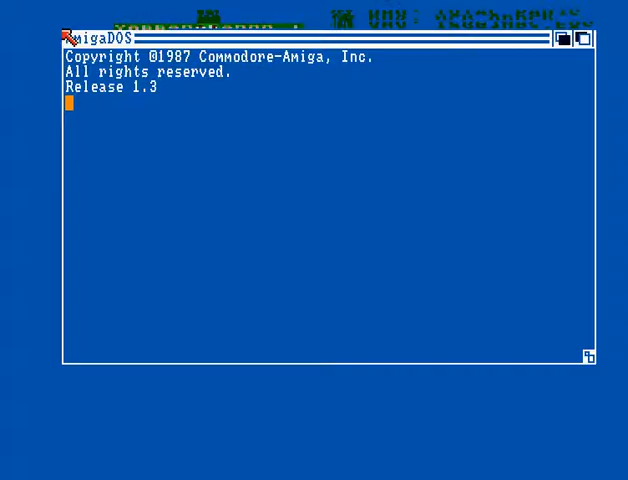 AmigaDOS
Copyright ©1987 Commodore-Amiga, Inc.
All rights reserved.
Release 1.3